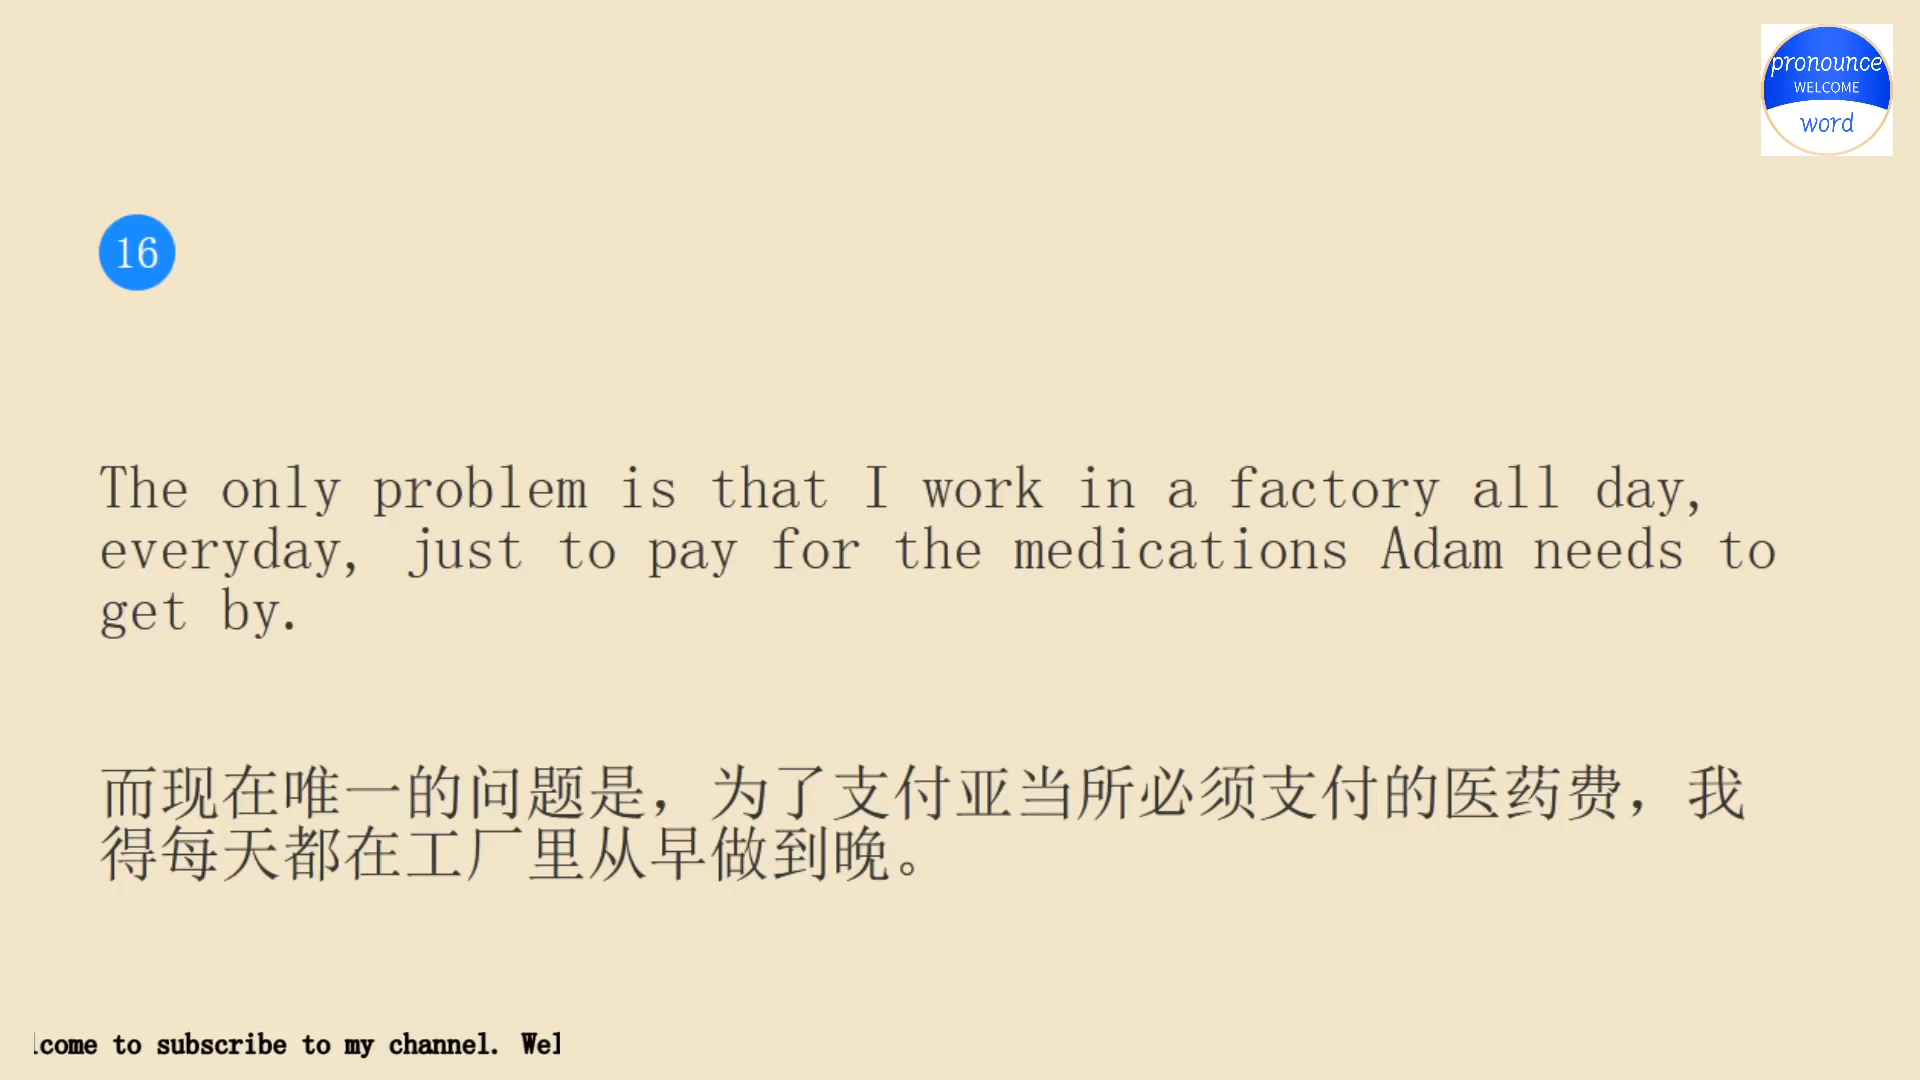 pronounce
WELCOME
word
16
The only problem is that I work in a factory all day,
everyday, just to pay for the medications Adam needs to
get by.
而现在唯一的问题是，为了支付亚当所必须支付的医药费，我
得每天都在工厂里从早做到晚。
lcome to subscribe to my channel. Wel